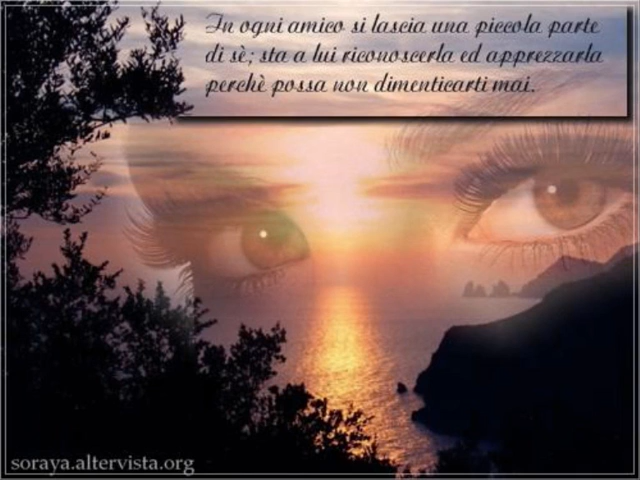 In ogni amico si lascia una piccola parte
di sè; sta a lui riconoscerla ed apprezzarla
perchè possa non dimenticarti mai.
soraya.altervista.org